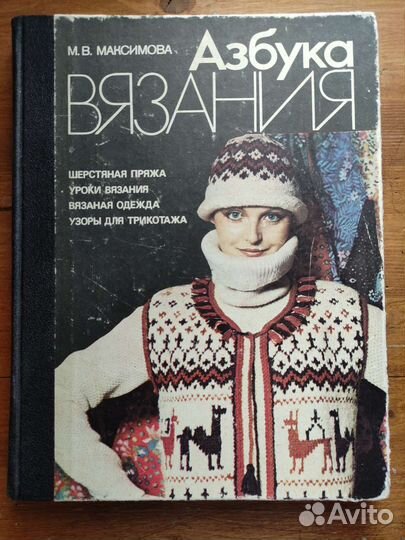 М. В. МАКСИМОВА
Азбука
ВЯЗАНИЯ
ШЕРСТЯНАЯ ПРЯЖА
УРОКИ ВЯЗАНИЯ
ВЯЗАНАЯ ОДЕЖДА
УЗОРЫ ДЛЯ ТРИКОТАЖА
Avito